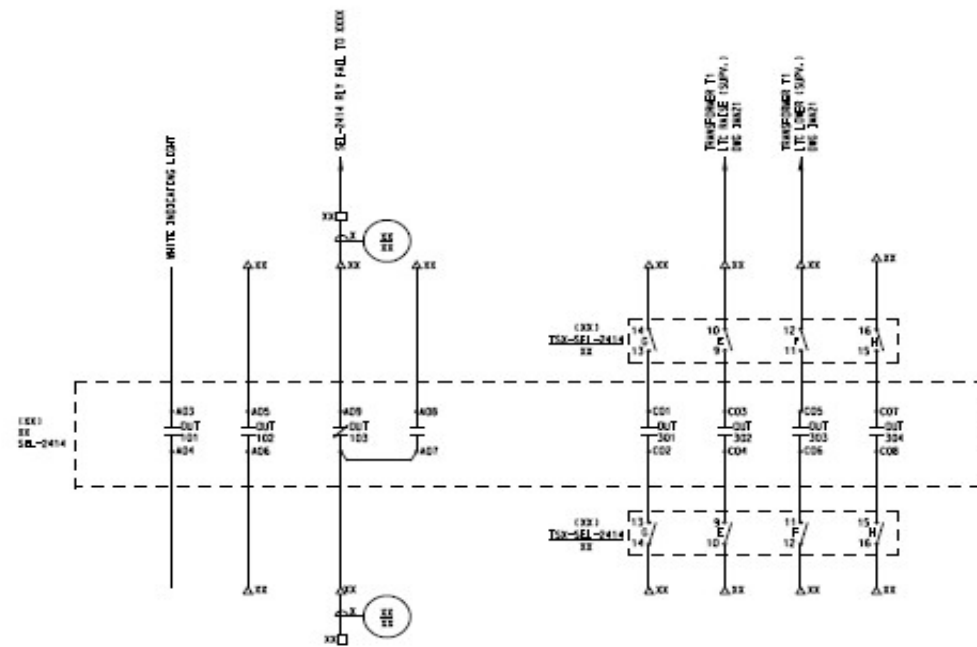 SEL-2414 RLY FAIL TO XXXX
TRANSFORMER T1
LTC RAISE (SUPV.)
TRANSFORMER T1
LTC LOWER (SUPV.)
WHITE INDICATING LIGHT
XX
X
XX
XX
XX
XX
XX
XX
XX
XX
XX
(XX)
TSX-SEL-2414
XX
14
G
13
10
E
9
12
F
11
16
H
15
(XX)
XX
SEL-2414
A03
OUT
101
A04
A05
OUT
102
A06
A09
OUT
103
A08
A07
C01
OUT
301
C02
C03
OUT
302
C04
C05
OUT
303
C06
C07
OUT
304
C08
(XX)
TSX-SEL-2414
XX
13
G
14
9
E
10
11
F
12
15
H
16
XX
XX
XX
XX
XX
XX
X
XX
XX
XX